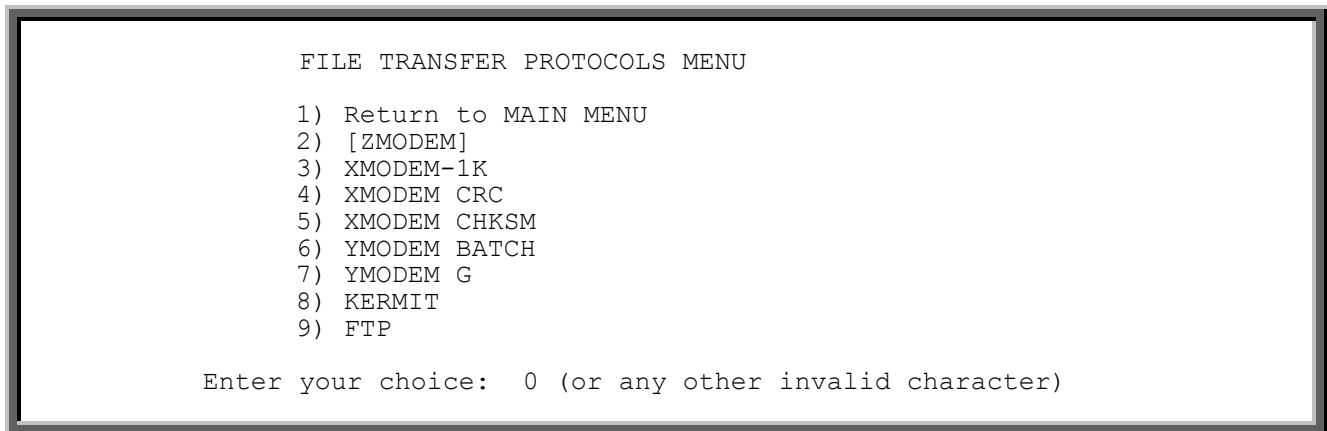 FILE TRANSFER PROTOCOLS MENU
1) Return to MAIN MENU
2) [ZMODEM]
3) XMODEM-1K
4) XMODEM CRC
5) XMODEM CHKSM
6) YMODEM BATCH
7) YMODEM G
8) KERMIT
9) FTP
Enter your choice: 0 (or any other invalid character)